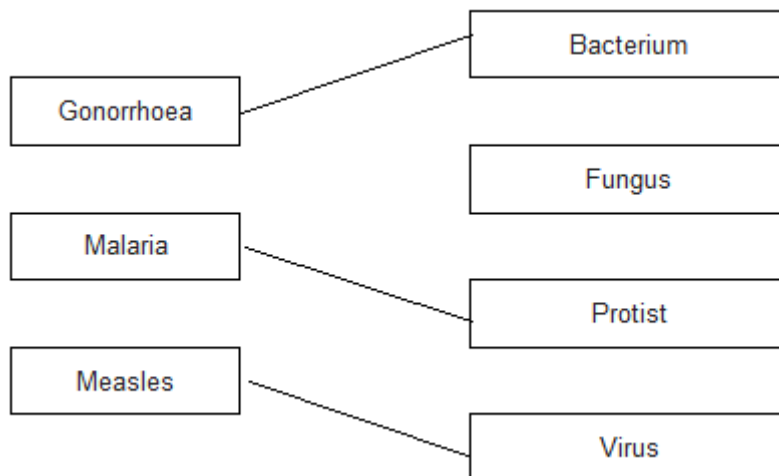 Bacterium
Gonorrhoea
Fungus
Malaria
Protist
Measles
Virus